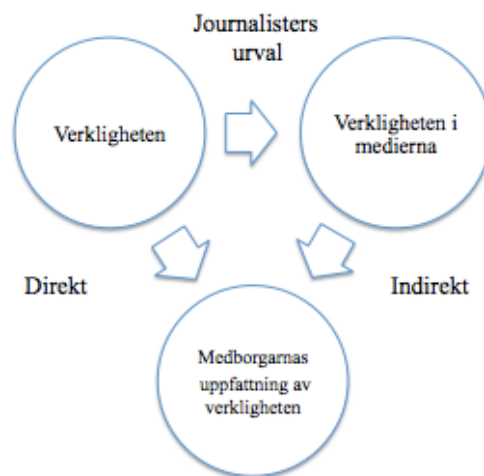 Journalisters
urval
Verkligheten
Verkligheten i
medierna
Direkt
Indirekt
Medborgarnas
uppfattning av
verkligheten